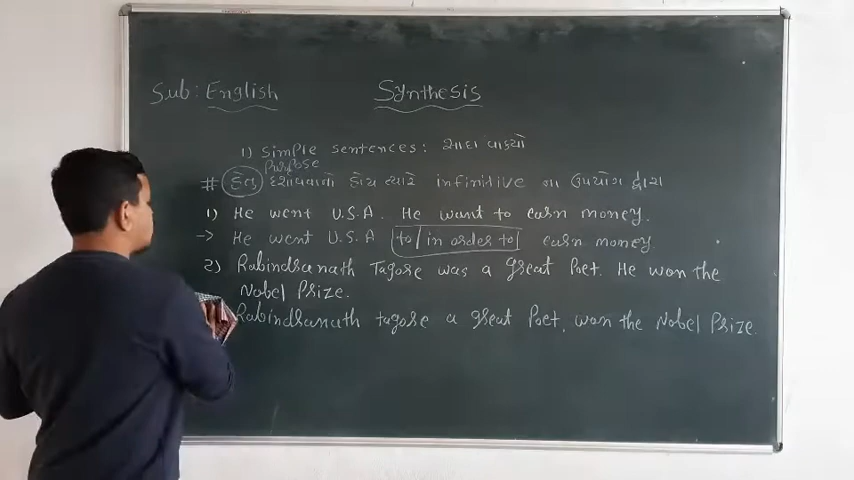 Sub: English
Synthesis
1) Simple sentences: સાદા વાક્યો
Purpose
# હેતુ દર્શાવવાનો હોય ત્યારે infinitive નો ઉપયોગ દ્વારા
1) He went U.S.A. He want to earn money.
-> He went U.S.A to/in order to earn money.
2) Rabindranath Tagore was a great Poet. He won the
Nobel Prize.
Rabindranath tagore a great Poet, won the Nobel Prize.